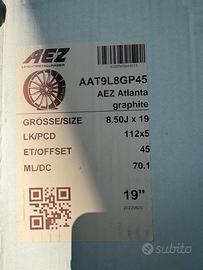 AEZ
LEICHTMETALLRÄDER
AAT9L8GP45
AEZ Atlanta
graphite
GRÖSSE/SIZE 8.50J x 19
LK/PCD 112x5
ET/OFFSET 45
ML/DC 70.1
19"
subito